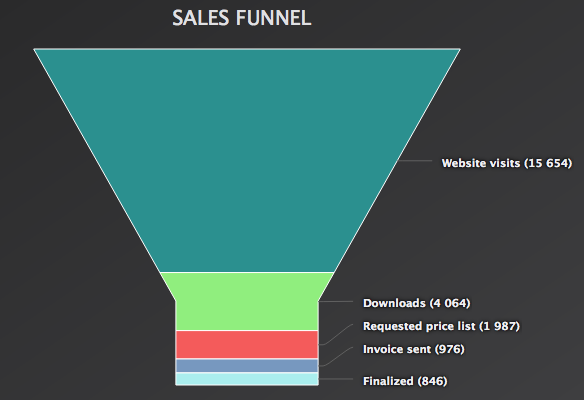 SALES FUNNEL
Website visits (15 654)
Downloads (4 064)
Requested price list (1 987)
Invoice sent (976)
Finalized (846)